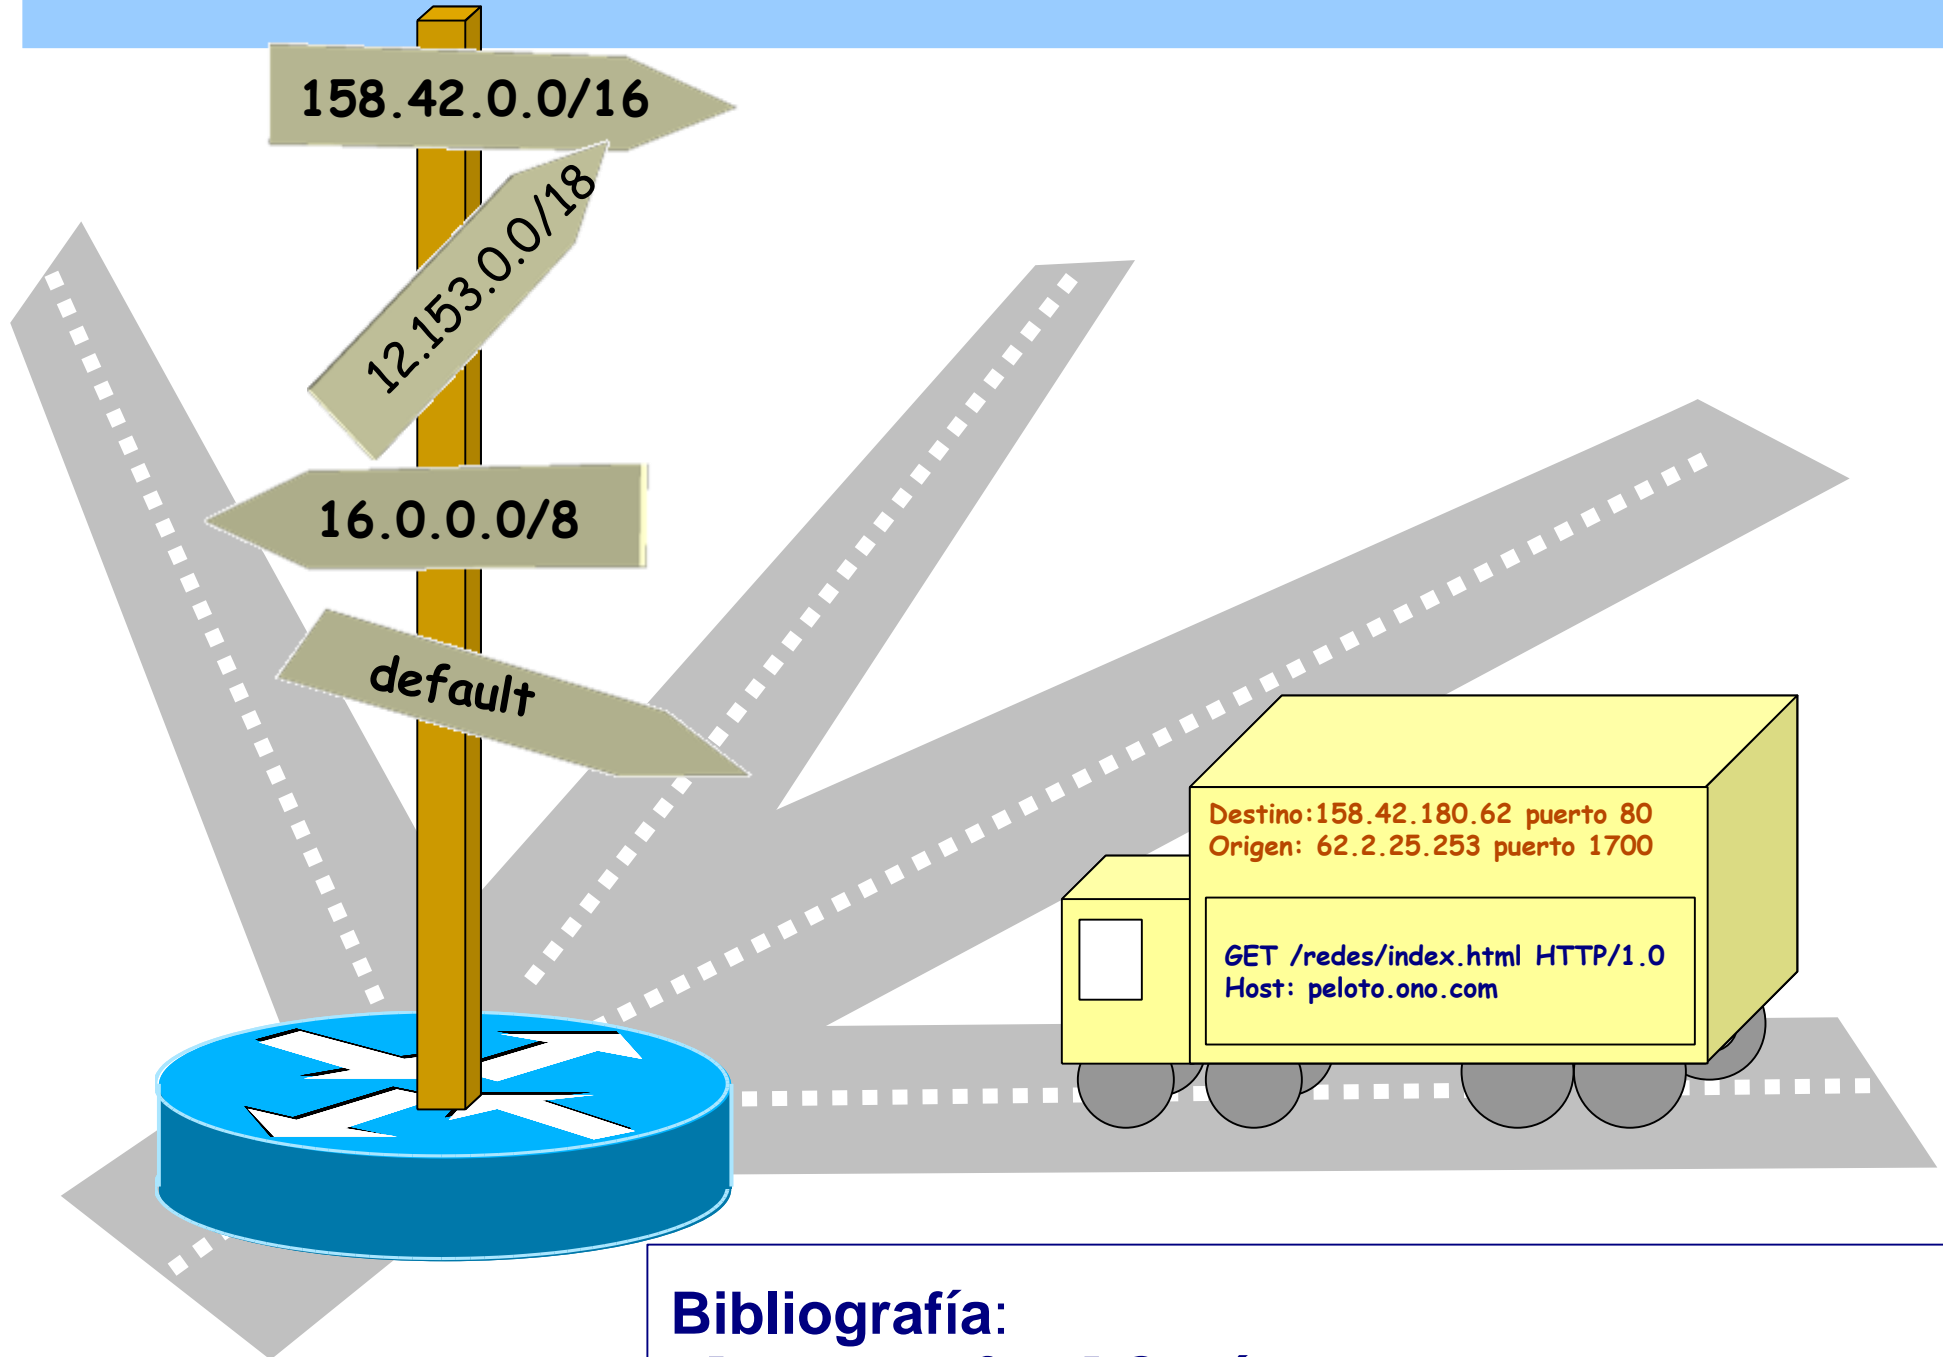 158.42.0.0/16
12.153.0.0/18
16.0.0.0/8
default
Destino:158.42.180.62 puerto 80
Origen: 62.2.25.253 puerto 1700
GET /redes/index.html HTTP/1.0
Host: peloto.ono.com
Bibliografía: